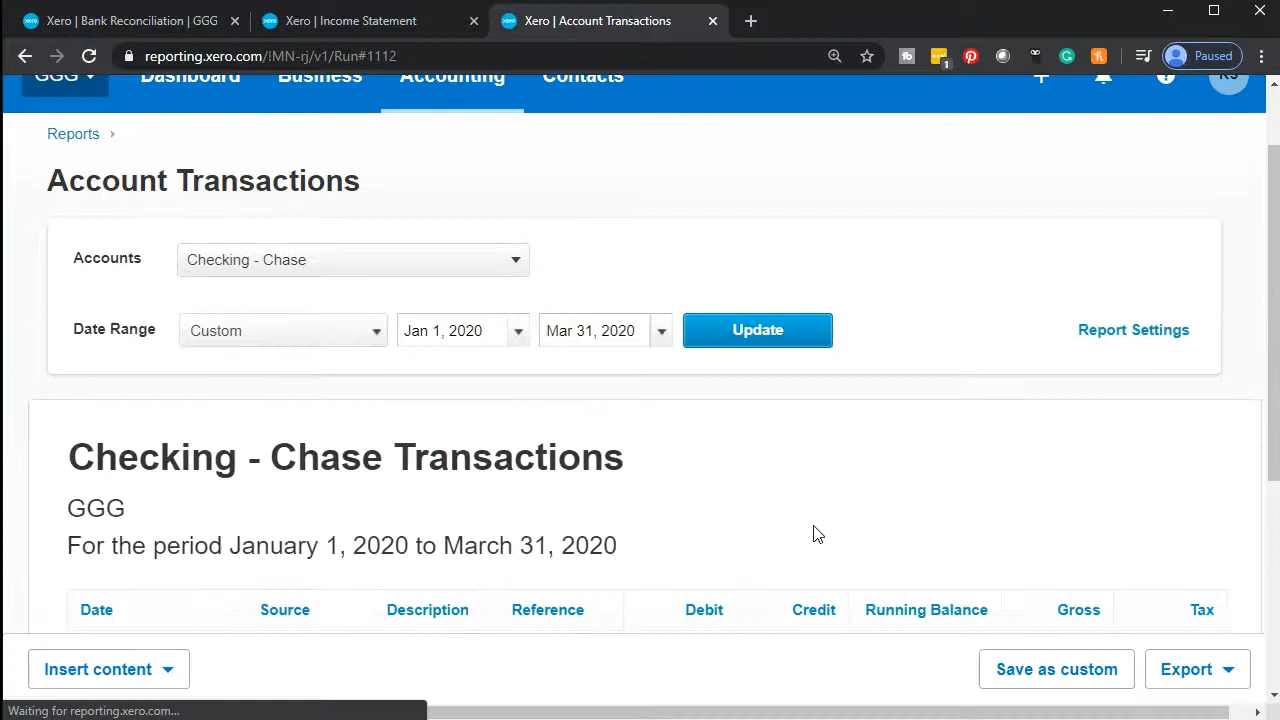 Xero | Bank Reconciliation | GGG
Xero | Income Statement
Xero | Account Transactions
reporting.xero.com/!MN-rj/v1/Run#1112
1
Paused
GGG
Dashboard
Business
Accounting
Contacts
Reports
Account Transactions
Accounts
Checking - Chase
Date Range
Custom
Jan 1, 2020
Mar 31, 2020
Update
Report Settings
Checking - Chase Transactions
GGG
For the period January 1, 2020 to March 31, 2020
Date Source Description Reference Debit Credit Running Balance Gross Tax
Insert content
Save as custom
Export
Waiting for reporting.xero.com...